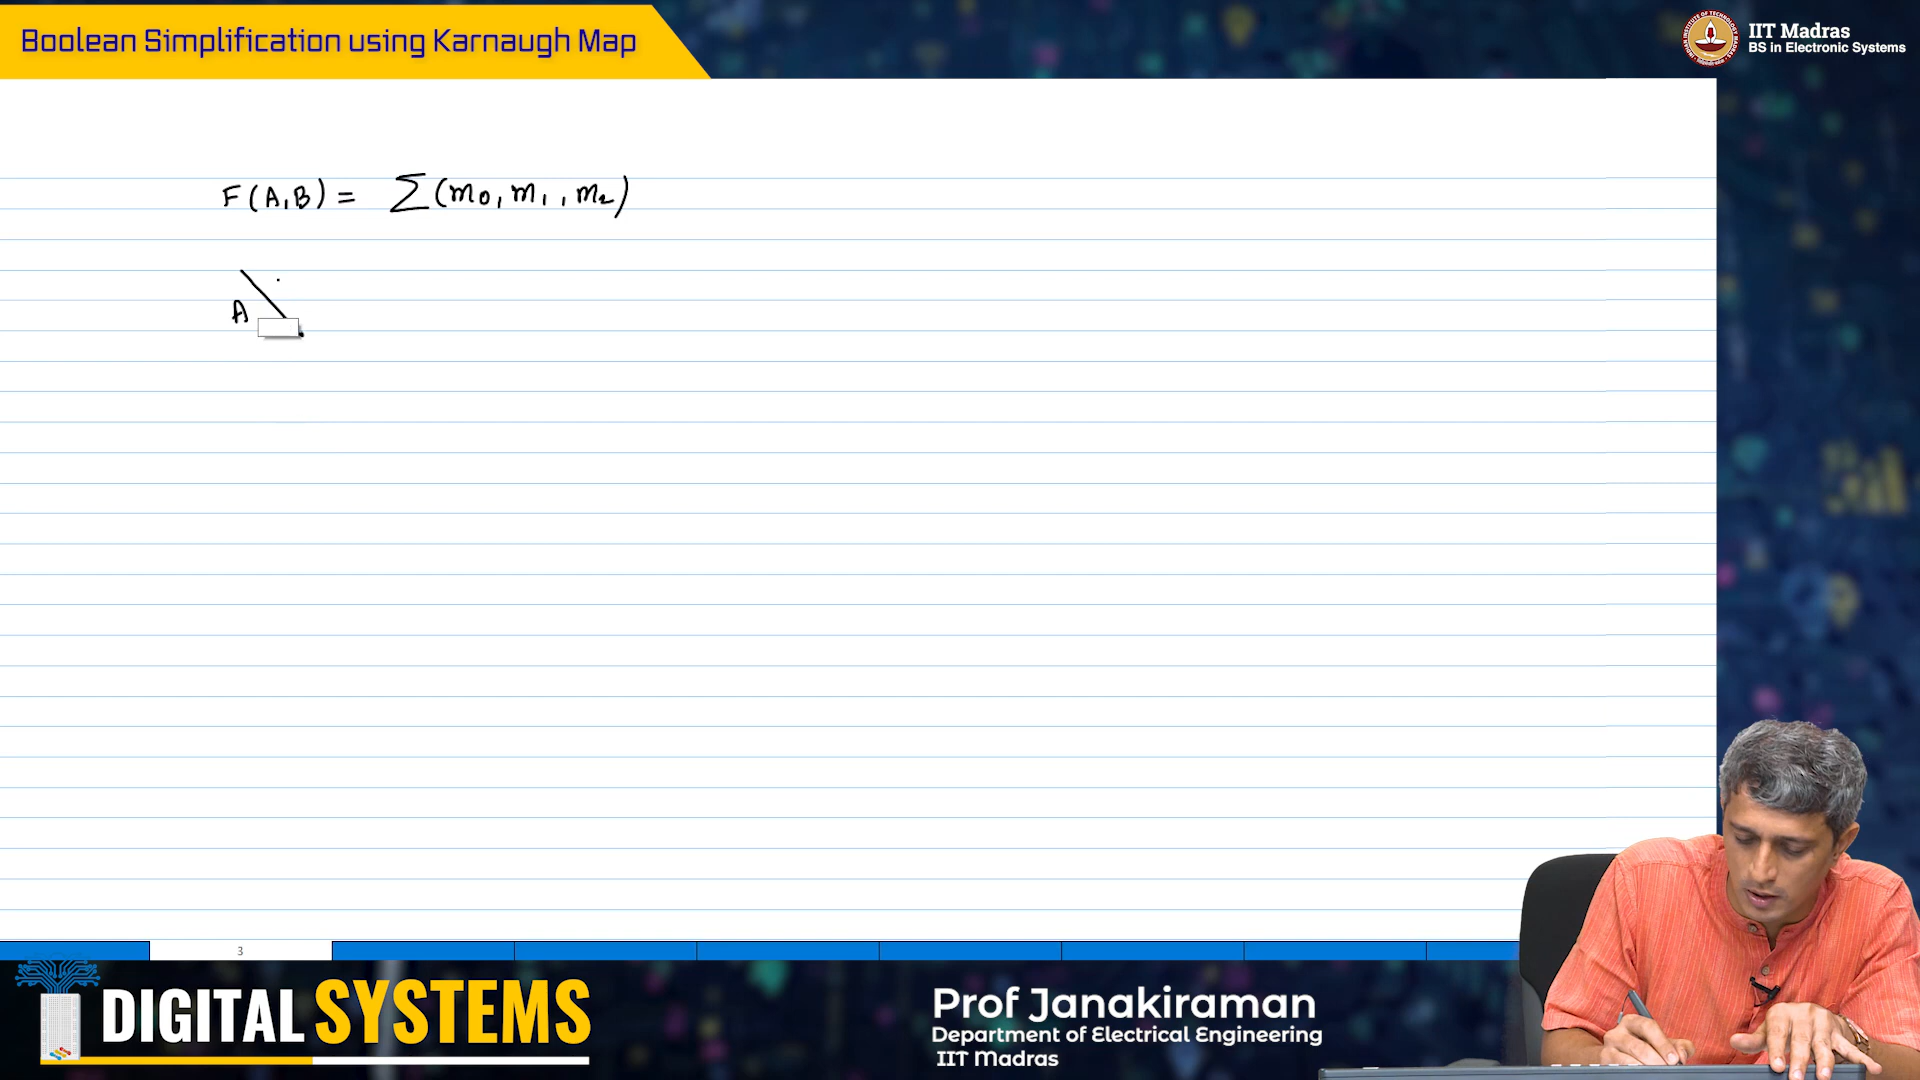 Boolean Simplification using Karnaugh Map
IIT Madras
BS in Electronic Systems
F(A,B) = ∑(m0, m1, m2)
A
3
DIGITAL SYSTEMS
Prof Janakiraman
Department of Electrical Engineering
IIT Madras